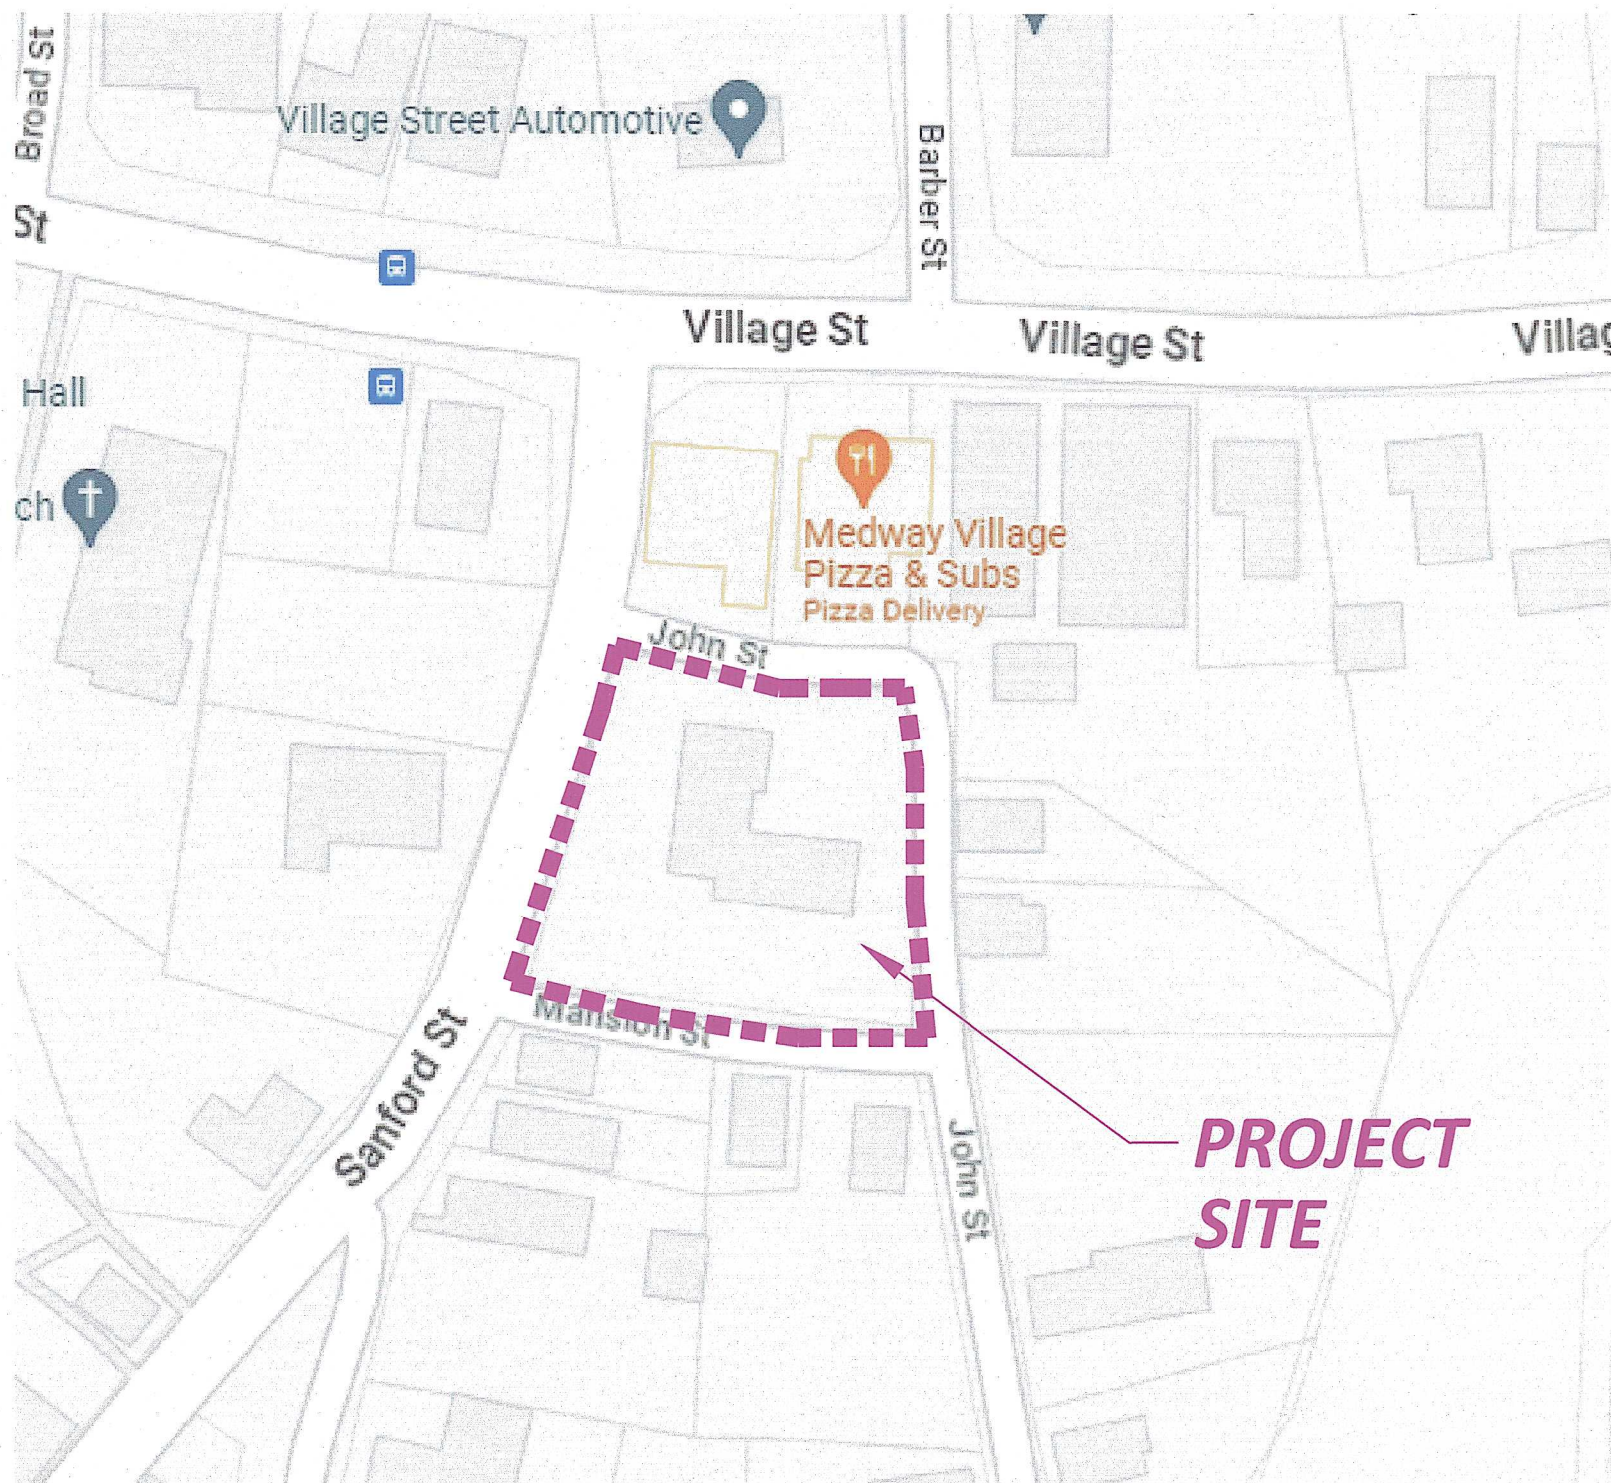 Broad St
Village Street Automotive
Barber St
St
Village St
Village St
Villag
Hall
ch
Medway Village
Pizza & Subs
Pizza Delivery
John St
Mansion St
Sanford St
John St
PROJECT
SITE